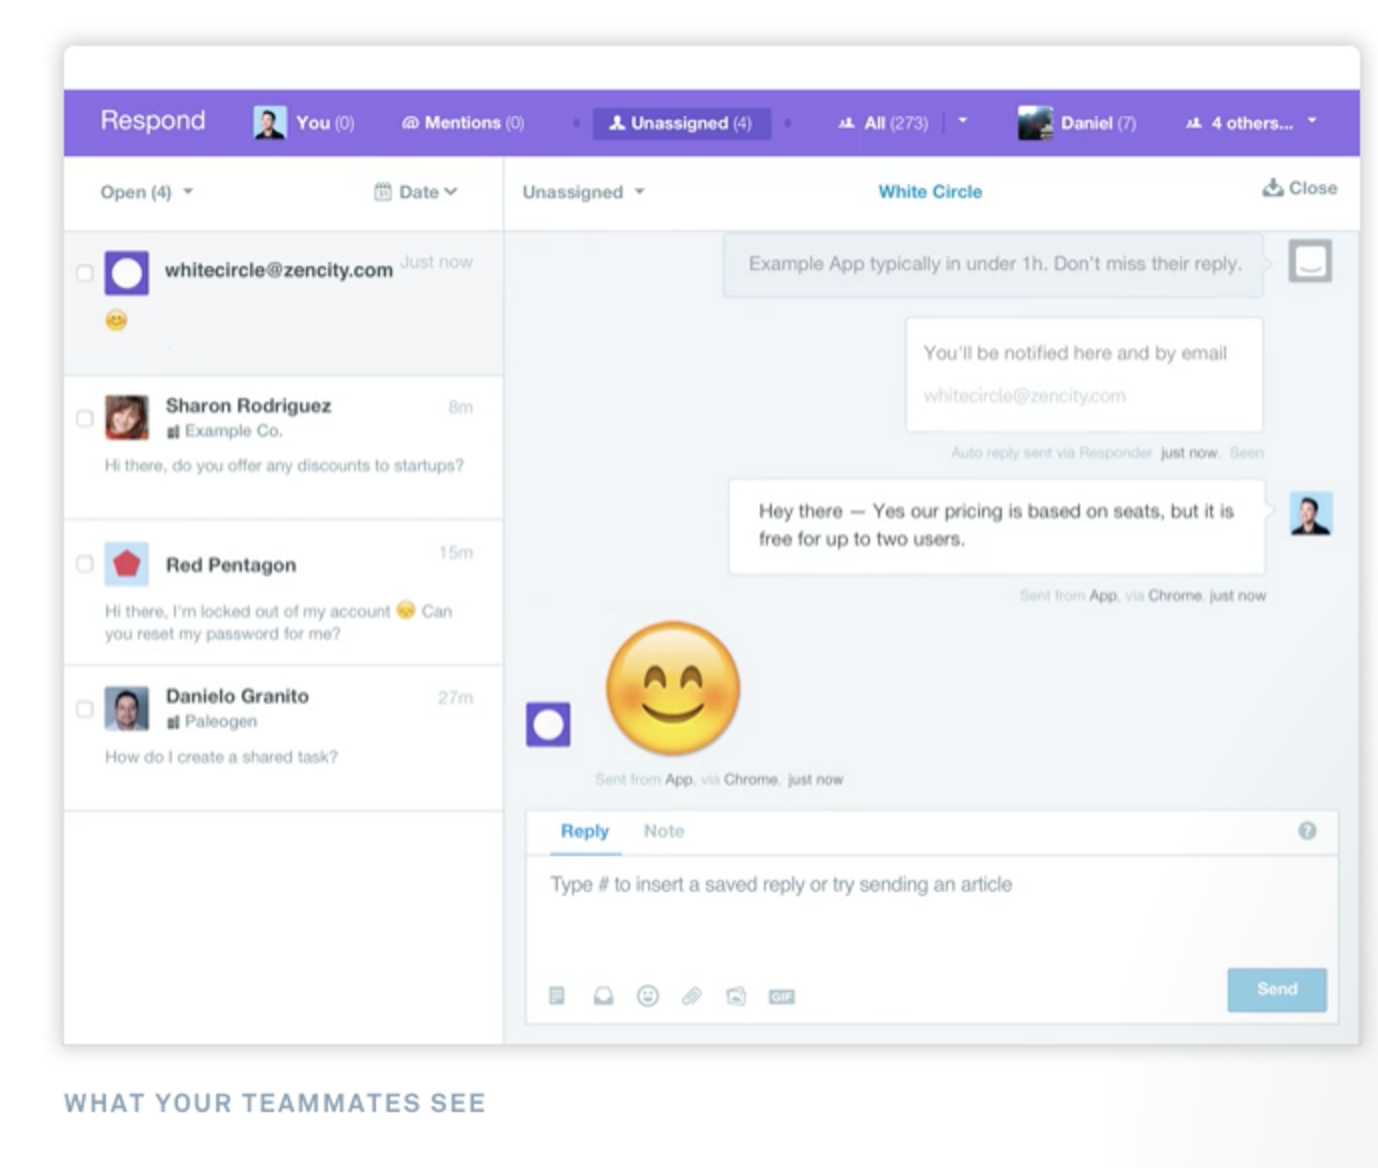 Respond
You (0)
@ Mentions (0)
Unassigned (4)
All (273)
Daniel (7)
4 others...
Open (4)
Date
Unassigned
White Circle
Close
whitecircle@zencity.com
Just now
Sharon Rodriguez
8m
Example Co.
Hi there, do you offer any discounts to startups?
Red Pentagon
15m
Hi there, I'm locked out of my account 😞 Can
you reset my password for me?
Danielo Granito
27m
Paleogen
How do I create a shared task?
Example App typically in under 1h. Don't miss their reply.
You'll be notified here and by email
whitecircle@zencity.com
Auto reply sent via Responder just now. Seen
Hey there — Yes our pricing is based on seats, but it is
free for up to two users.
Sent from App, via Chrome, just now
Sent from App, via Chrome, just now
Reply
Note
?
Type # to insert a saved reply or try sending an article
GIF
Send
WHAT YOUR TEAMMATES SEE